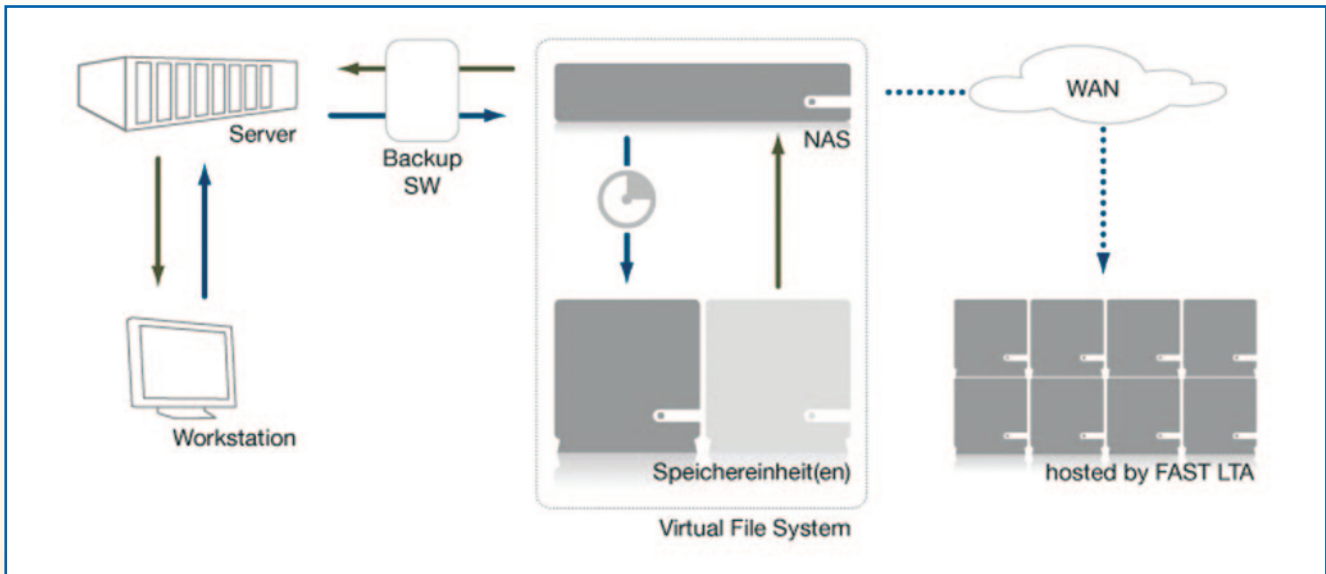 Server
Backup
SW
NAS
WAN
Workstation
Speichereinheit(en)
hosted by FAST LTA
Virtual File System